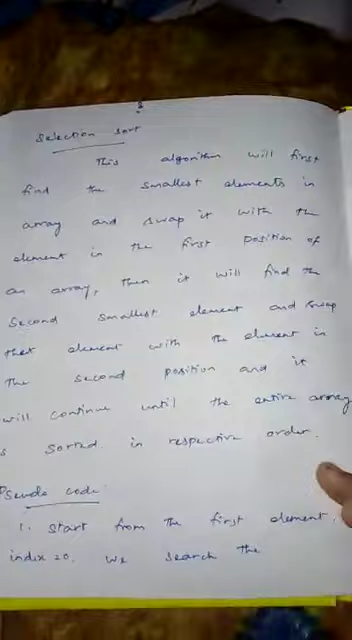 Selection sort
This algorithm will first
find the smallest elements in
array and swap it with the
element in the first position of
an array, then it will find the
second smallest element and swap
that element with the element in
the second position and it
will continue until the entire array
s sorted in respective order.
Pseudo code
1. Start from the first element.
index 20. we search the